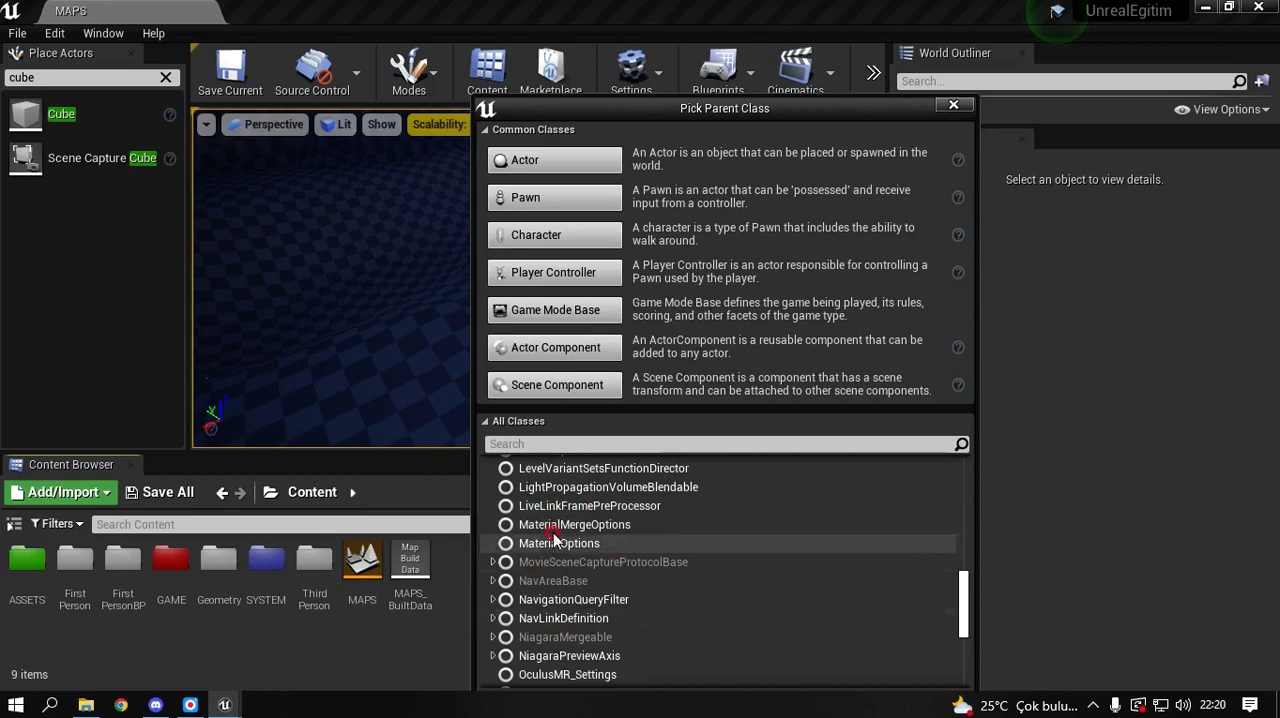 MAPS
UnrealEgitim
File Edit Window Help
Place Actors
cube
Cube
Scene Capture Cube
Save Current
Source Control
Modes
Content
Marketplace
Settings
Blueprints
Cinematics
Perspective
Lit
Show
Scalability:
World Outliner
Search...
View Options
Select an object to view details.
Pick Parent Class
Common Classes
Actor
An Actor is an object that can be placed or spawned in the
world.
Pawn
A Pawn is an actor that can be 'possessed' and receive
input from a controller.
Character
A character is a type of Pawn that includes the ability to
walk around.
Player Controller
A Player Controller is an actor responsible for controlling a
Pawn used by the player.
Game Mode Base
Game Mode Base defines the game being played, its rules,
scoring, and other facets of the game type.
Actor Component
An ActorComponent is a reusable component that can be
added to any actor.
Scene Component
A Scene Component is a component that has a scene
transform and can be attached to other scene components.
All Classes
Search
LevelVariantSetsFunctionDirector
LightPropagationVolumeBlendable
LiveLinkFramePreProcessor
MaterialMergeOptions
MaterialOptions
MovieSceneCaptureProtocolBase
NavAreaBase
NavigationQueryFilter
NavLinkDefinition
NiagaraMergeable
NiagaraPreviewAxis
OculusMR_Settings
Content Browser
Add/Import
Save All
Content
Filters
Search Content
ASSETS
First
Person
First
PersonBP
GAME
Geometry
SYSTEM
Third
Person
MAPS
Map
Build
Data
MAPS_
BuiltData
9 items
25°C Çok bulu...
22:20